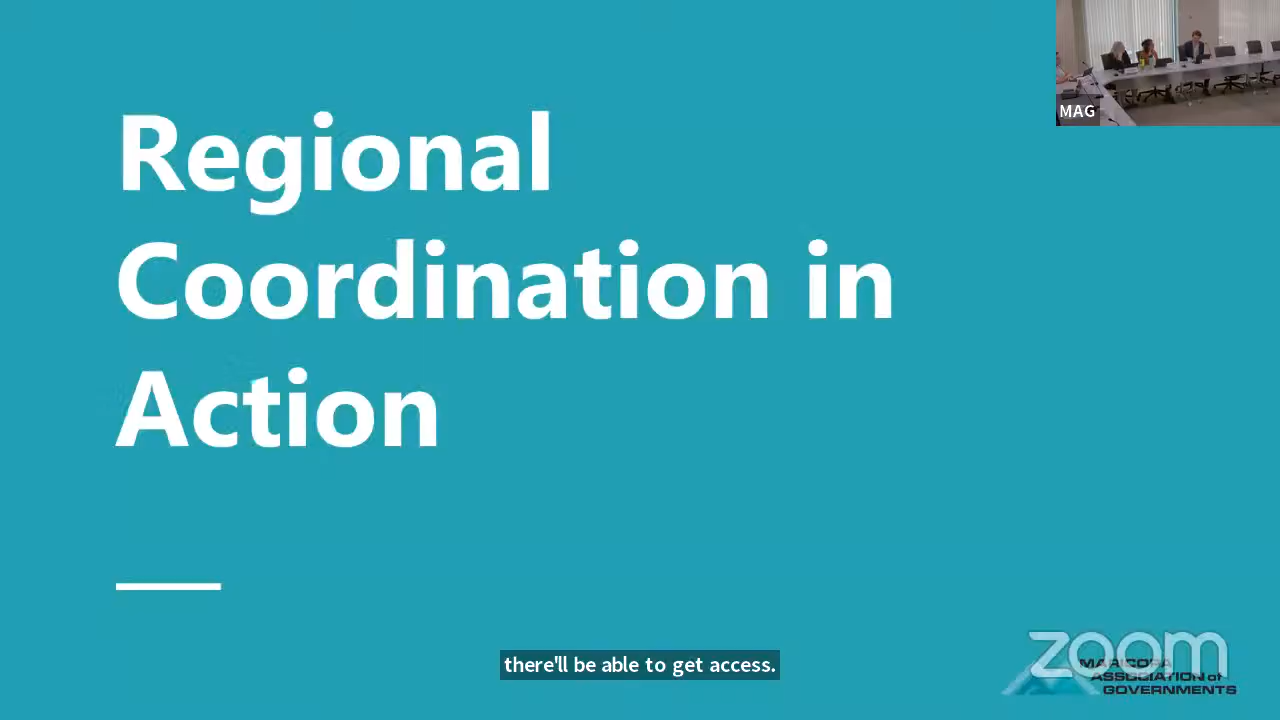 MAG
Regional
Coordination in
Action
there'll be able to get access.
zoom
MARICOPA
ASSOCIATION of
GOVERNMENTS